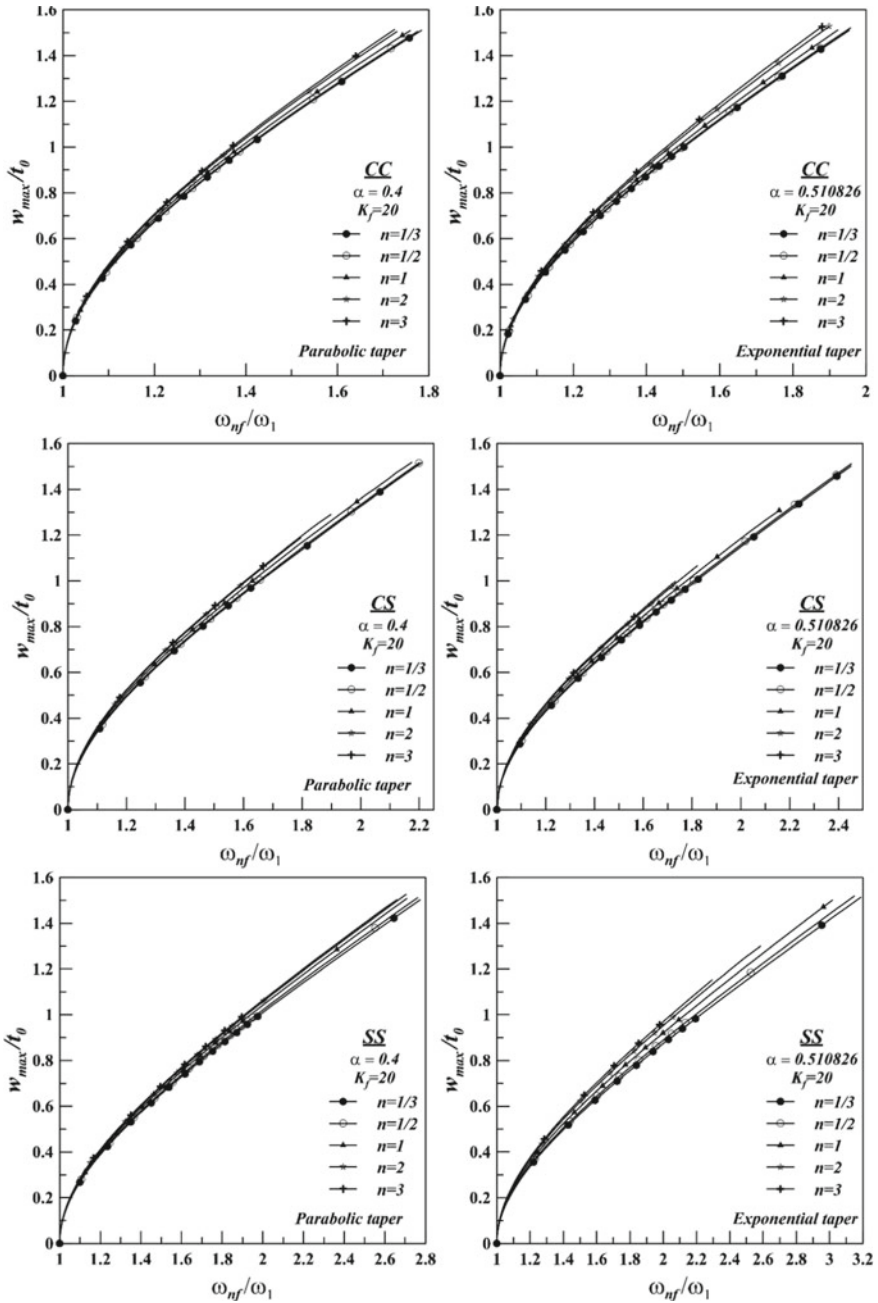 1.6
1.4
1.2
1
0.8
0.6
0.4
0.2
0
w_max/t_0
CC
α = 0.4
K_f=20
n=1/3
n=1/2
n=1
n=2
n=3
Parabolic taper
1 1.2 1.4 1.6 1.8
ω_nf/ω_1
1.6
1.4
1.2
1
0.8
0.6
0.4
0.2
0
w_max/t_0
CC
α = 0.510826
K_f=20
n=1/3
n=1/2
n=1
n=2
n=3
Exponential taper
1 1.2 1.4 1.6 1.8 2
ω_nf/ω_1
1.6
1.4
1.2
1
0.8
0.6
0.4
0.2
0
w_max/t_0
CS
α = 0.4
K_f=20
n=1/3
n=1/2
n=1
n=2
n=3
Parabolic taper
1 1.2 1.4 1.6 1.8 2 2.2
ω_nf/ω_1
1.6
1.4
1.2
1
0.8
0.6
0.4
0.2
0
w_max/t_0
CS
α = 0.510826
K_f=20
n=1/3
n=1/2
n=1
n=2
n=3
Exponential taper
1 1.2 1.4 1.6 1.8 2 2.2 2.4
ω_nf/ω_1
1.6
1.4
1.2
1
0.8
0.6
0.4
0.2
0
w_max/t_0
SS
α = 0.4
K_f=20
n=1/3
n=1/2
n=1
n=2
n=3
Parabolic taper
1 1.2 1.4 1.6 1.8 2 2.2 2.4 2.6 2.8
ω_nf/ω_1
1.6
1.4
1.2
1
0.8
0.6
0.4
0.2
0
w_max/t_0
SS
α = 0.510826
K_f=20
n=1/3
n=1/2
n=1
n=2
n=3
Exponential taper
1 1.2 1.4 1.6 1.8 2 2.2 2.4 2.6 2.8 3 3.2
ω_nf/ω_1